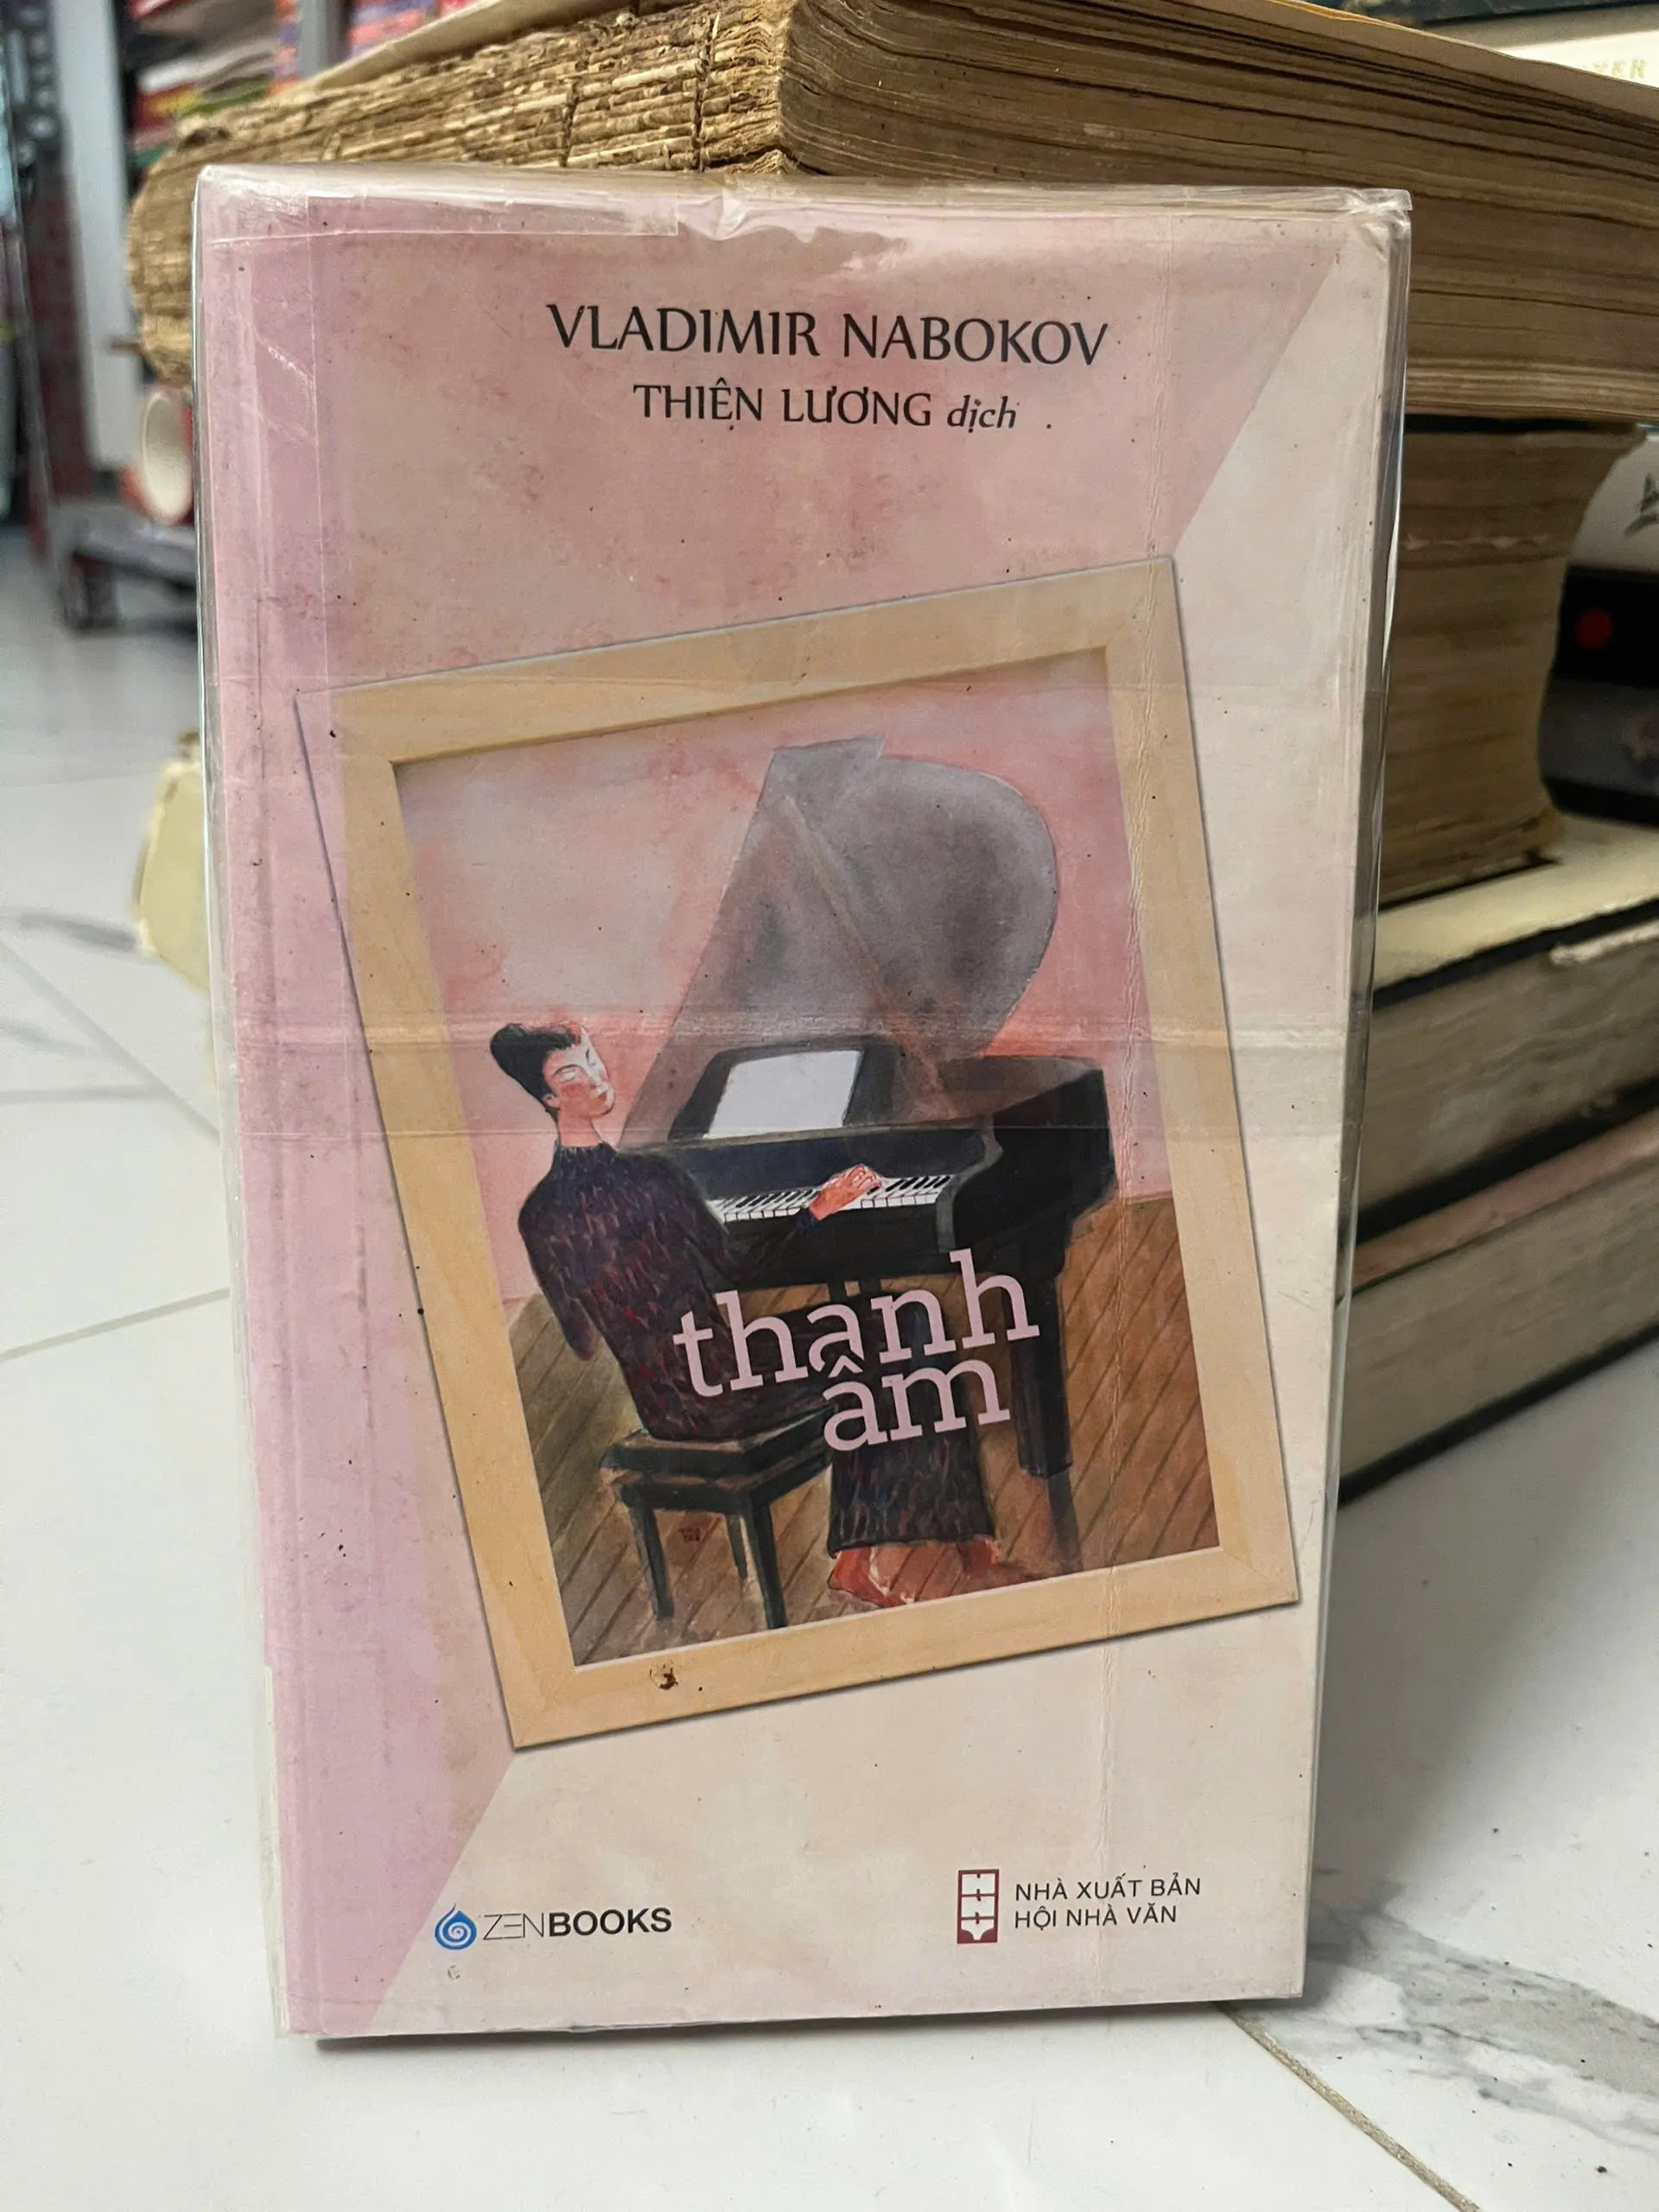 VLADIMIR NABOKOV
THIỆN LƯƠNG dịch
thanh
âm
ZENBOOKS
NHÀ XUẤT BẢN
HỘI NHÀ VĂN